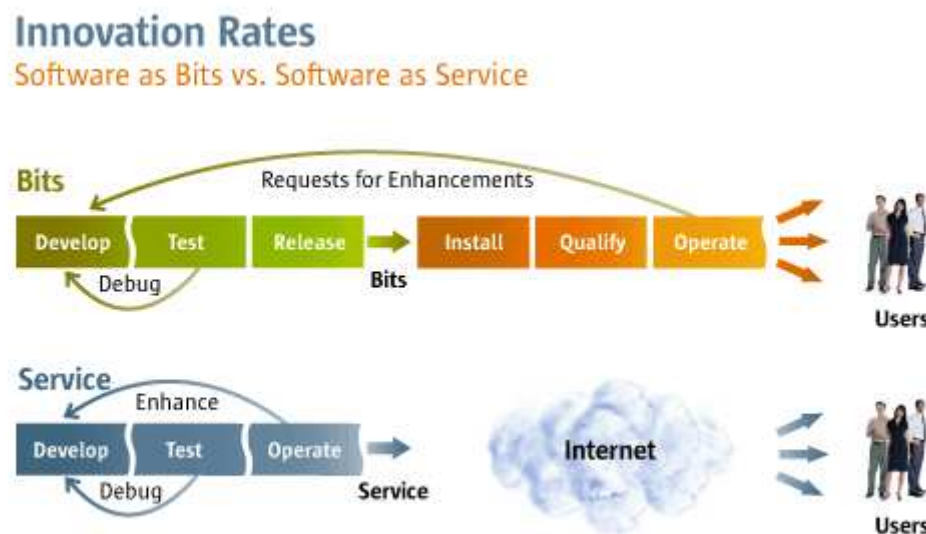 Innovation Rates
Software as Bits vs. Software as Service
Bits
Requests for Enhancements
Develop Test Release Install Qualify Operate
Debug
Bits
Users
Service
Enhance
Develop Test Operate
Internet
Debug
Service
Users